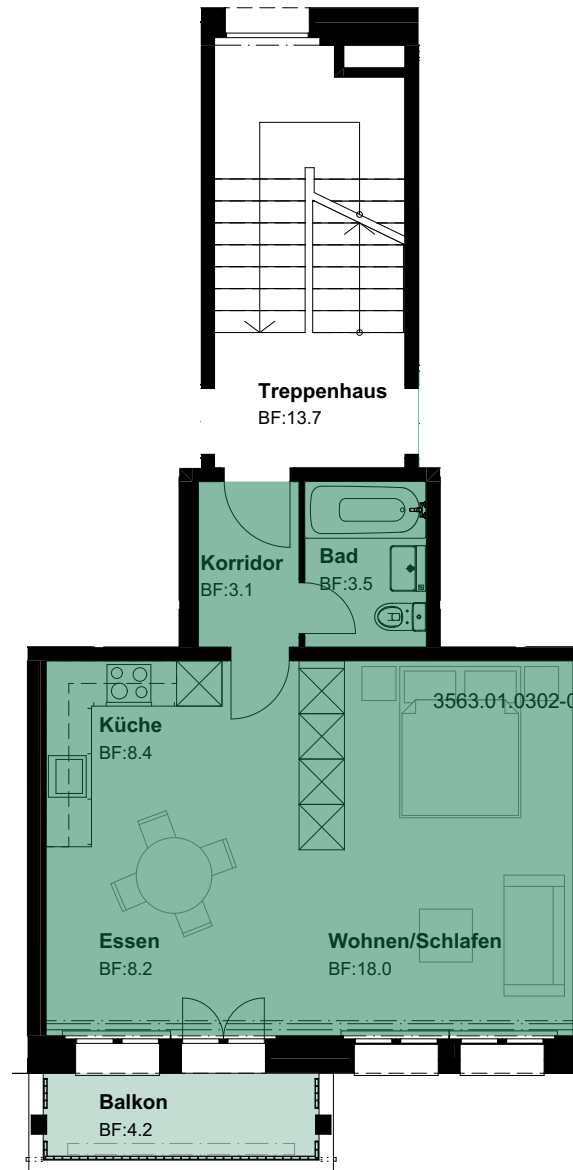 Treppenhaus
BF:13.7
Korridor
BF:3.1
Bad
BF:3.5
3563.01.0302-0
Küche
BF:8.4
Essen
BF:8.2
Wohnen/Schlafen
BF:18.0
Balkon
BF:4.2